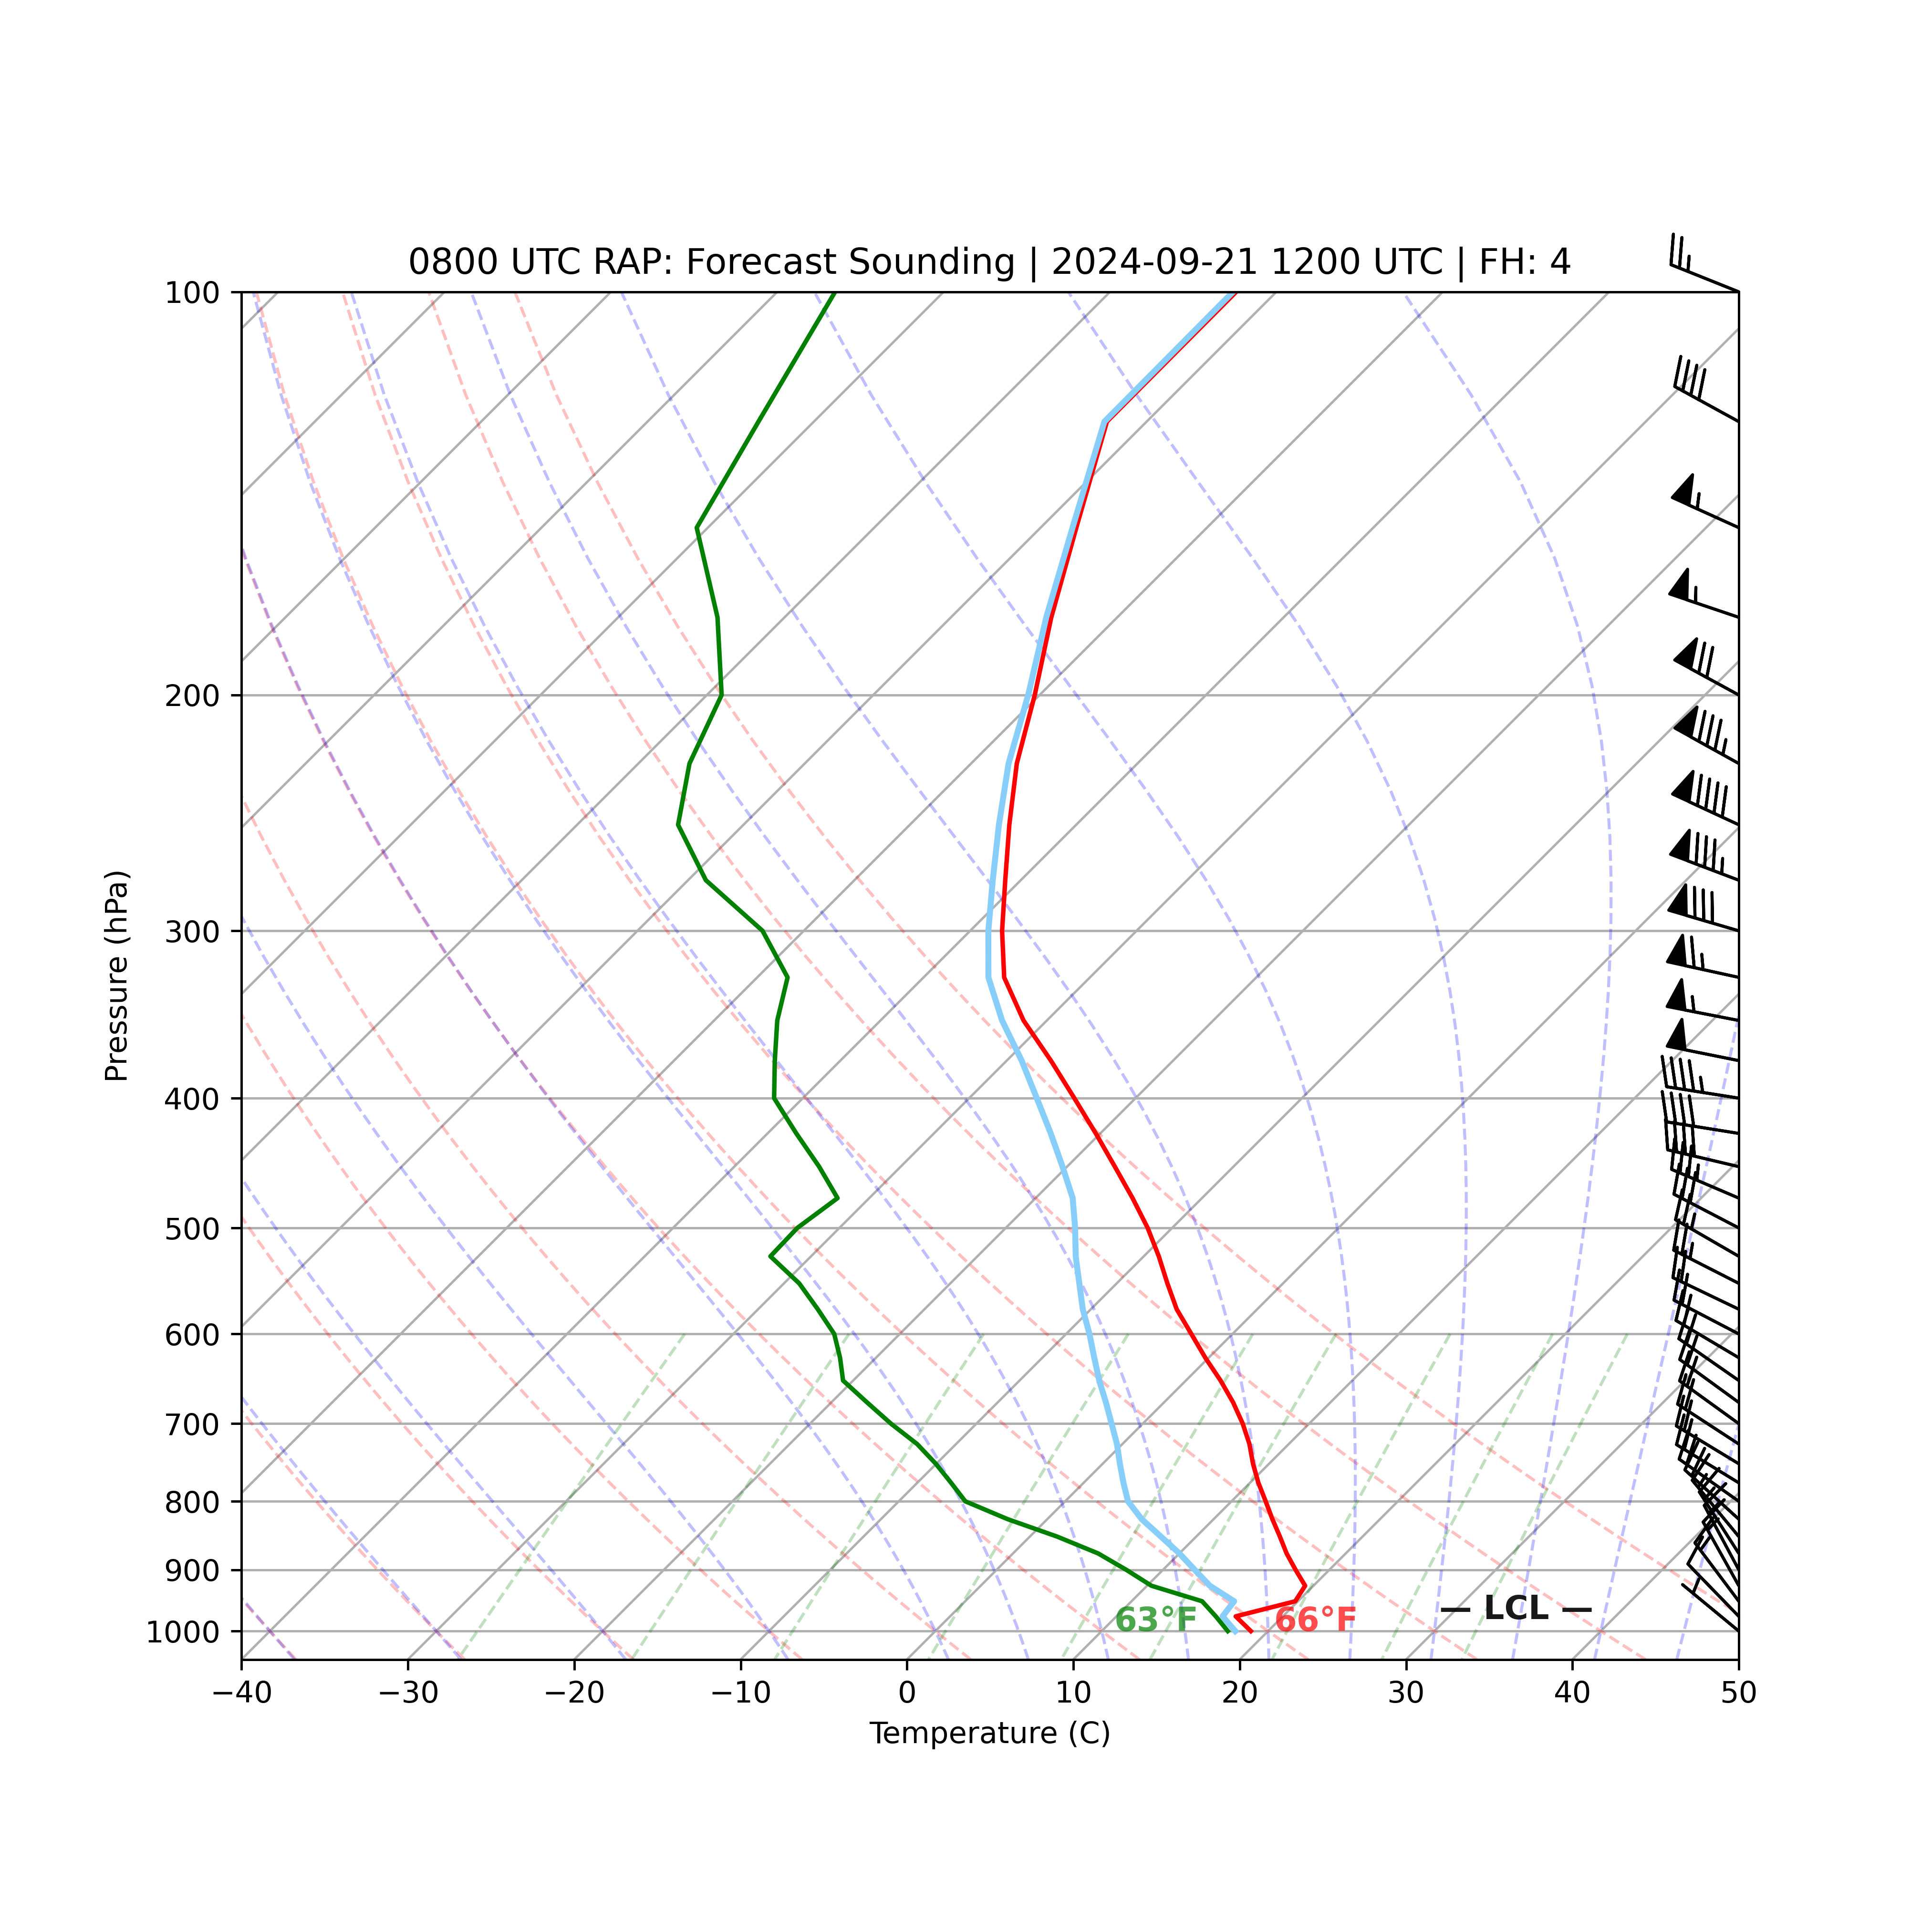 0800 UTC RAP: Forecast Sounding | 2024-09-21 1200 UTC | FH: 4
100
200
300
400
500
600
700
800
900
1000
Pressure (hPa)
63°F
66°F
— LCL —
−40 −30 −20 −10 0 10 20 30 40 50
Temperature (C)